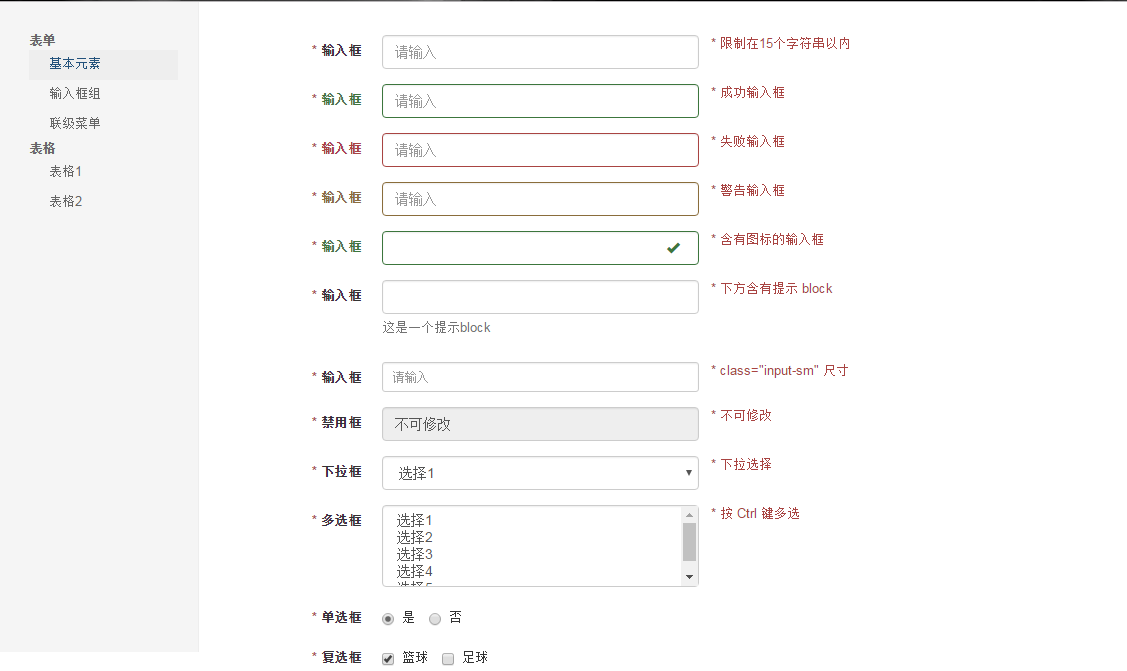 表单
基本元素
输入框组
联级菜单
表格
表格1
表格2
* 输入框 请输入 * 限制在15个字符串以内
* 输入框 请输入 * 成功输入框
* 输入框 请输入 * 失败输入框
* 输入框 请输入 * 警告输入框
* 输入框 * 含有图标的输入框
* 输入框 * 下方含有提示 block
这是一个提示block
* 输入框 请输入 * class="input-sm" 尺寸
* 禁用框 不可修改 * 不可修改
* 下拉框 选择1 * 下拉选择
* 多选框 选择1 * 按 Ctrl 键多选
选择2
选择3
选择4
* 单选框 是 否
* 复选框 篮球 足球